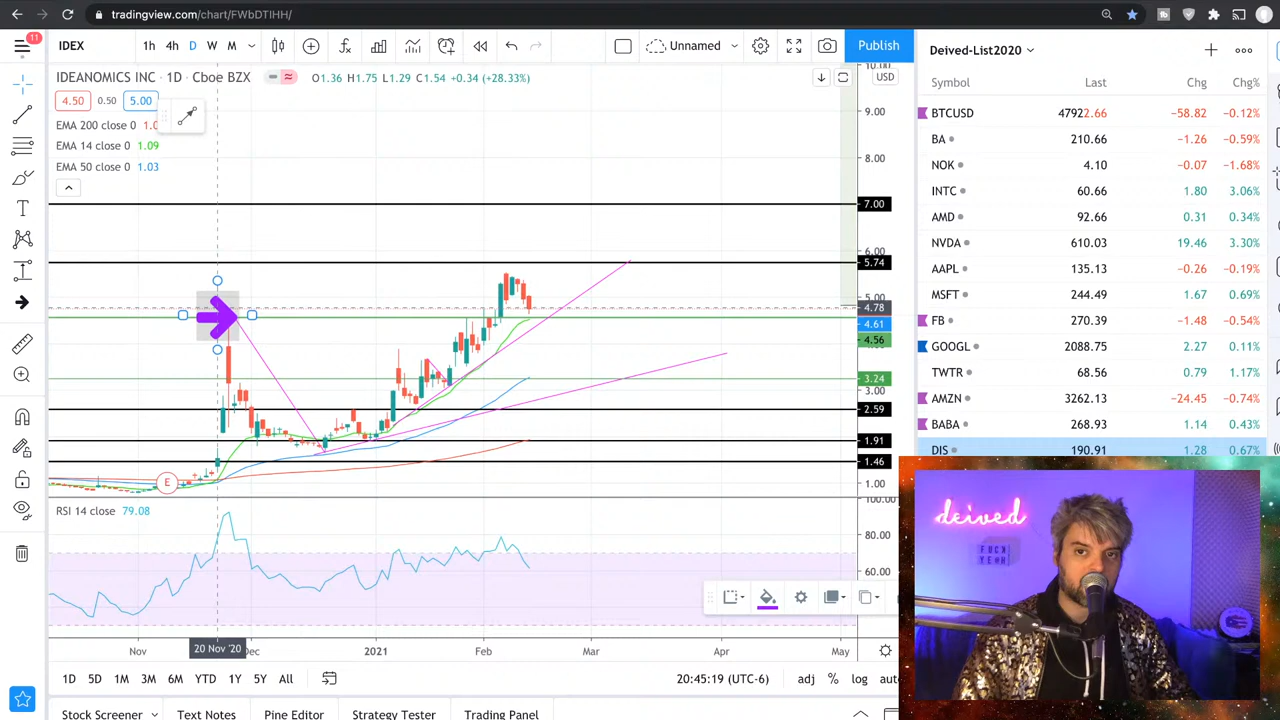 tradingview.com/chart/FWbDTIHH/
11
IDEX
1h 4h D W M
Unnamed
Publish
IDEANOMICS INC · 1D · Cboe BZX
O1.36 H1.75 L1.29 C1.54 +0.34 (+28.33%)
USD
4.50 0.50 5.00
EMA 200 close 0
EMA 14 close 0 1.09
EMA 50 close 0 1.03
10.00
9.00
8.00
7.00
6.00
5.74
5.00
4.78
4.61
4.56
3.24
3.00
2.59
1.91
1.46
1.00
E
RSI 14 close 79.08
100.00
80.00
60.00
Nov 20 Nov '20 Dec 2021 Feb Mar Apr May
1D 5D 1M 3M 6M YTD 1Y 5Y All
20:45:19 (UTC-6) adj % log
Stock Screener Text Notes Pine Editor Strategy Tester Trading Panel
Deived-List2020
Symbol Last Chg Chg%
BTCUSD 47922.66 −58.82 −0.12%
BA 210.66 −1.26 −0.59%
NOK 4.10 −0.07 −1.68%
INTC 60.66 1.80 3.06%
AMD 92.66 0.31 0.34%
NVDA 610.03 19.46 3.30%
AAPL 135.13 −0.26 −0.19%
MSFT 244.49 1.67 0.69%
FB 270.39 −1.48 −0.54%
GOOGL 2088.75 2.27 0.11%
TWTR 68.56 0.79 1.17%
AMZN 3262.13 −24.45 −0.74%
BABA 268.93 1.14 0.43%
DIS 190.91 1.28 0.67%
deived
FUCK
YEAH